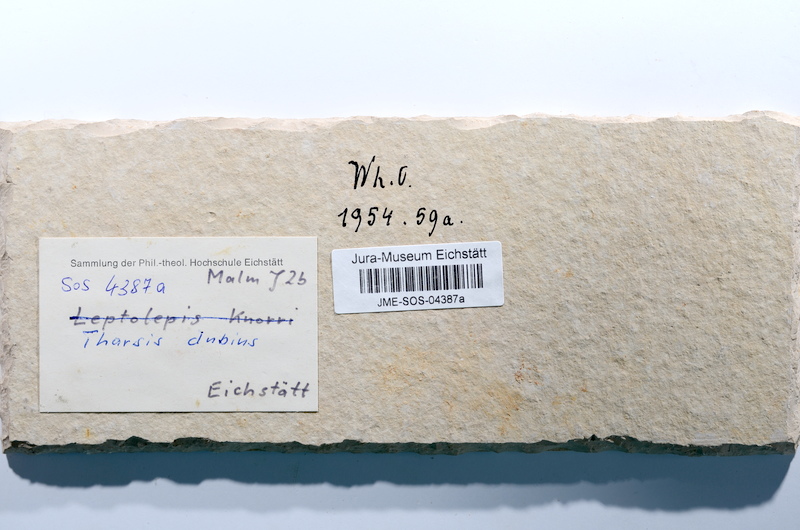 Wh.O.
1954.59a.
Jura-Museum Eichstätt
JME-SOS-04387a
Sammlung der Phil.-theol. Hochschule Eichstätt
SOS 4387a Malm ζ2b
Leptolepis Knorri
Tharsis dubius
Eichstätt